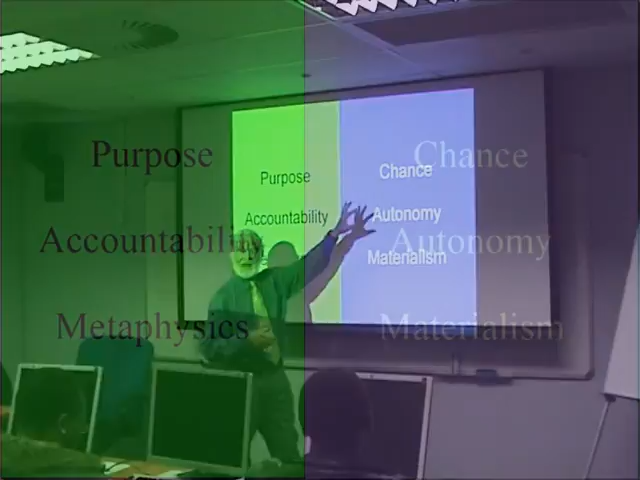 Purpose Chance
Accountability Autonomy
Metaphysics Materialism
Purpose Chance
Accountability Autonomy
Materialism